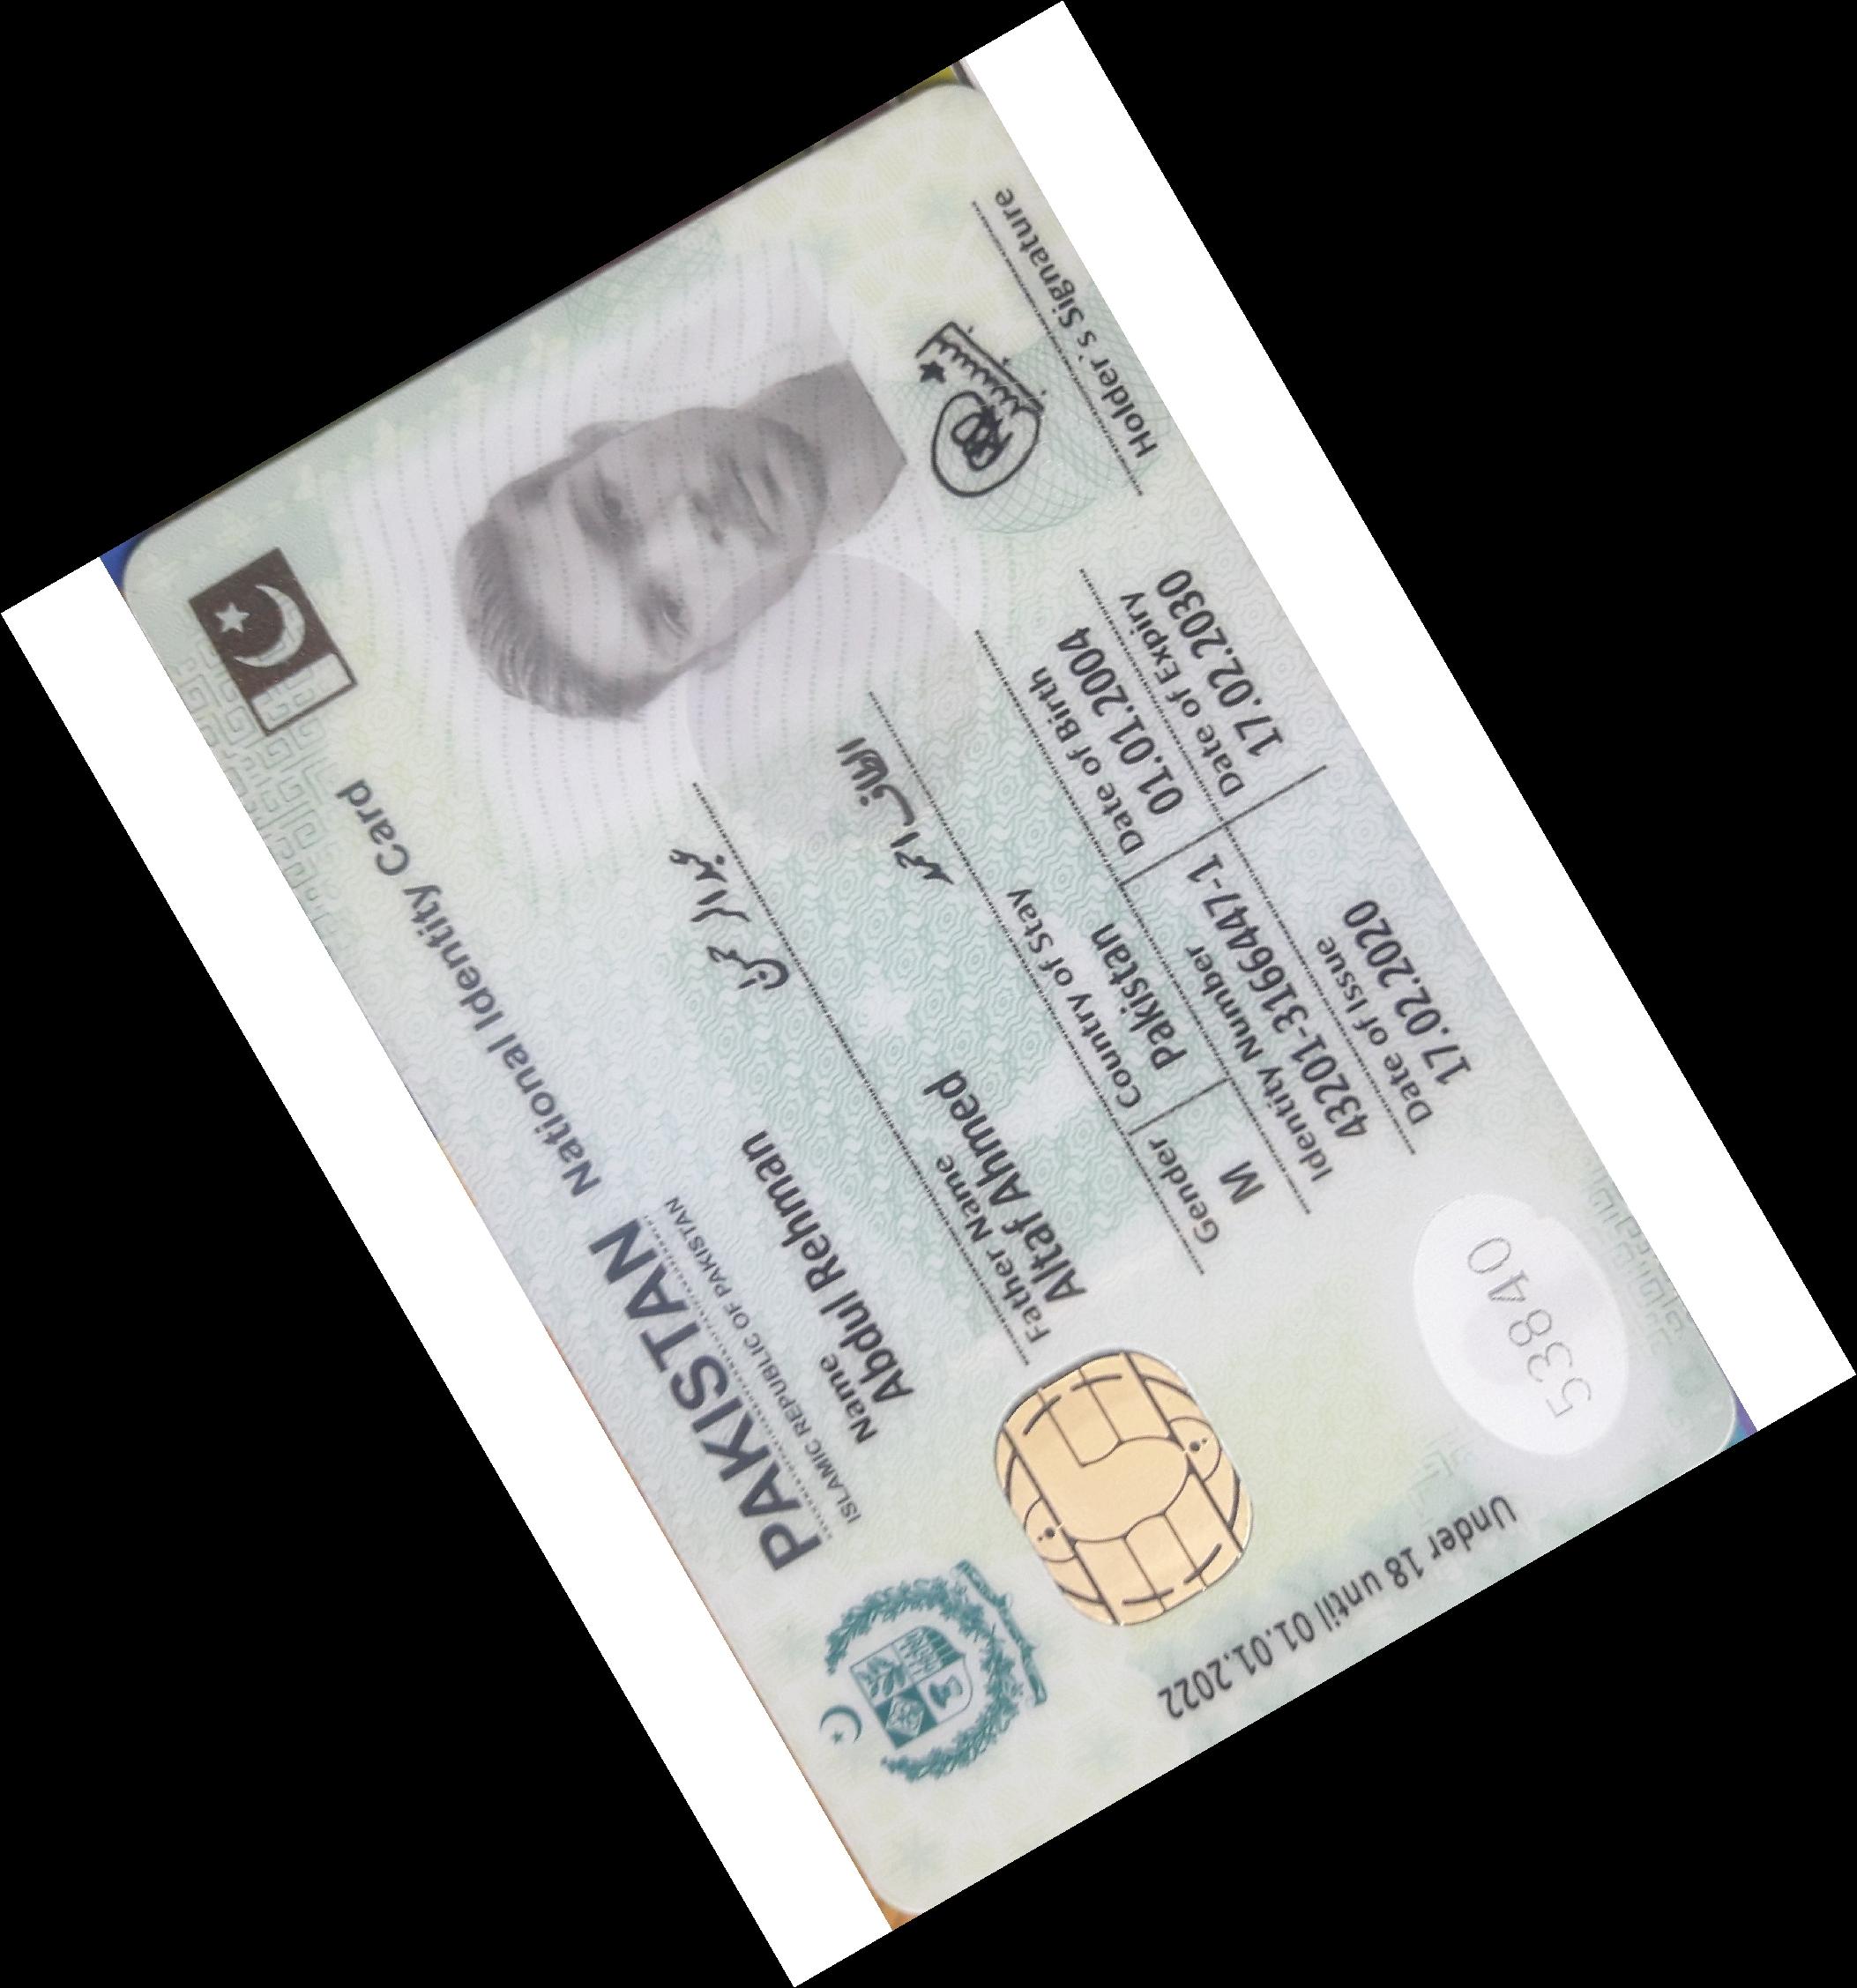 PAKISTAN National Identity Card
ISLAMIC REPUBLIC OF PAKISTAN
Name
Abdul Rehman
عبدالرحمن
Father Name
Altaf Ahmed
الطاف احمد
Gender
Country of Stay
M
Pakistan
Identity Number
Date of Birth
43201-3166447-1
01.01.2004
Date of Issue
Date of Expiry
17.02.2020
17.02.2030
Holder's Signature
53840
Under 18 until 01.01.2022